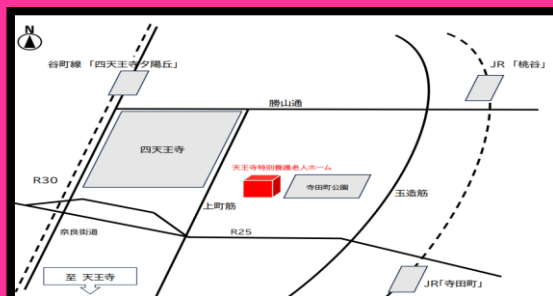 N
谷町線 「四天王寺夕陽丘」
JR 「桃谷」
勝山通
四天王寺
天王寺特別養護老人ホーム
寺田町公園
R30
上町筋
玉造筋
奈良街道
R25
至 天王寺
JR「寺田町」